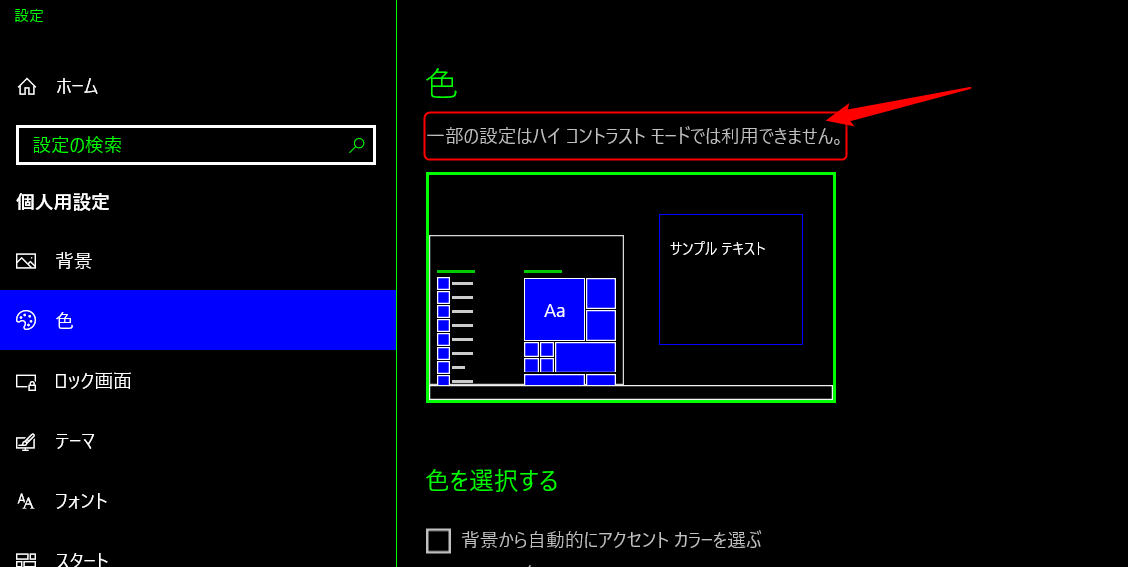 設定
ホーム
設定の検索
個人用設定
背景
色
ロック画面
テーマ
フォント
スタート
色
一部の設定はハイ コントラスト モードでは利用できません。
サンプル テキスト
Aa
色を選択する
背景から自動的にアクセント カラーを選ぶ